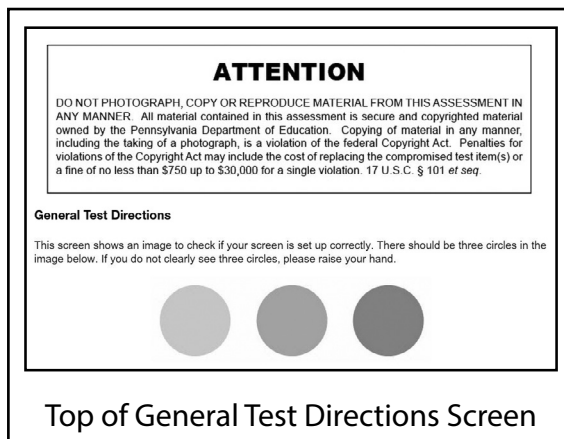 ATTENTION
DO NOT PHOTOGRAPH, COPY OR REPRODUCE MATERIAL FROM THIS ASSESSMENT IN
ANY MANNER. All material contained in this assessment is secure and copyrighted material
owned by the Pennsylvania Department of Education. Copying of material in any manner,
including the taking of a photograph, is a violation of the federal Copyright Act. Penalties for
violations of the Copyright Act may include the cost of replacing the compromised test item(s) or
a fine of no less than $750 up to $30,000 for a single violation. 17 U.S.C. § 101 et seq.
General Test Directions
This screen shows an image to check if your screen is set up correctly. There should be three circles in the
image below. If you do not clearly see three circles, please raise your hand.
Top of General Test Directions Screen